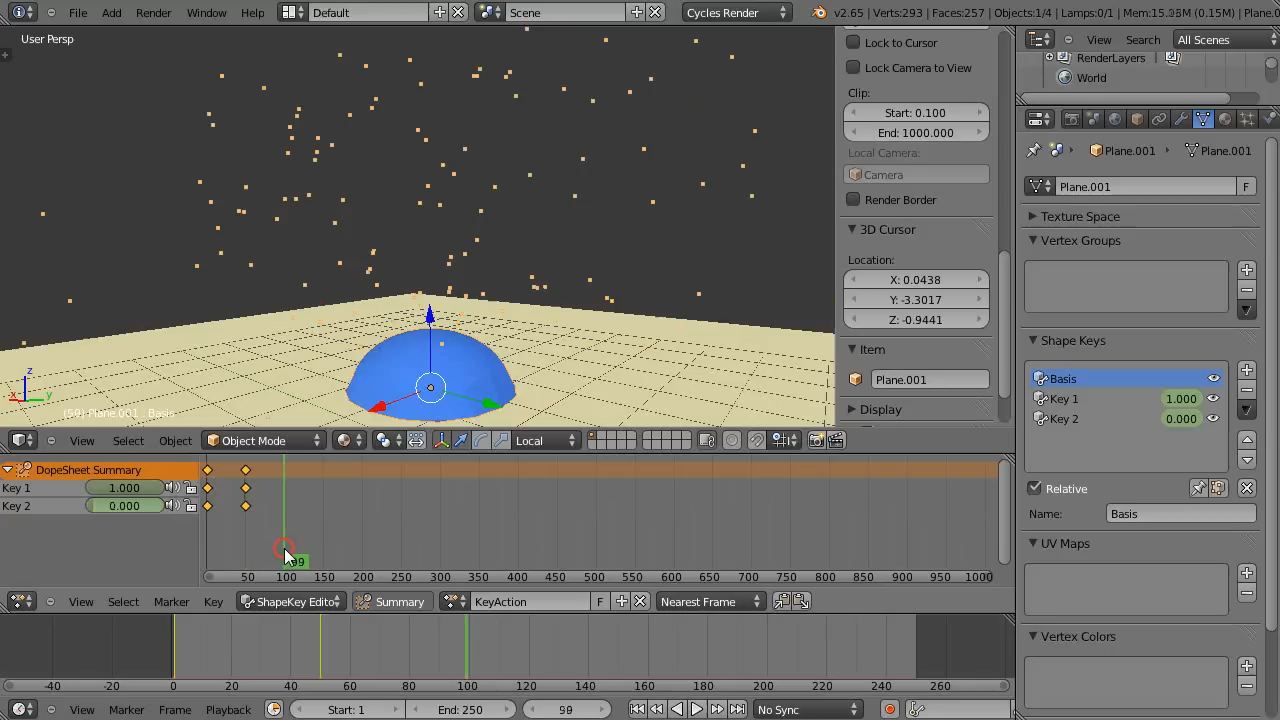 File Add Render Window Help Default Scene Cycles Render v2.65 | Verts:293 | Faces:257 | Objects:1/4 | Lamps:0/1 | Mem:15.05M (0.15M) | Plane.0
User Persp
Lock to Cursor
Lock Camera to View
Clip:
Start: 0.100
End: 1000.000
Local Camera:
Camera
Render Border
3D Cursor
Location:
X: 0.0438
Y: -3.3017
Z: -0.9441
Item
Plane.001
Display
z
x y
(59) Plane.001 : Basis
View Select Object Object Mode Local
DopeSheet Summary
Key 1 1.000
Key 2 0.000
99
50 100 150 200 250 300 350 400 450 500 550 600 650 700 750 800 850 900 950 1000
View Select Marker Key ShapeKey Edito Summary KeyAction F Nearest Frame
-40 -20 0 20 40 60 80 100 120 140 160 180 200 220 240 260
View Marker Frame Playback Start: 1 End: 250 99 No Sync
View Search All Scenes
RenderLayers
World
Plane.001 Plane.001
Plane.001 F
Texture Space
Vertex Groups
Shape Keys
Basis
Key 1 1.000
Key 2 0.000
Relative
Name: Basis
UV Maps
Vertex Colors